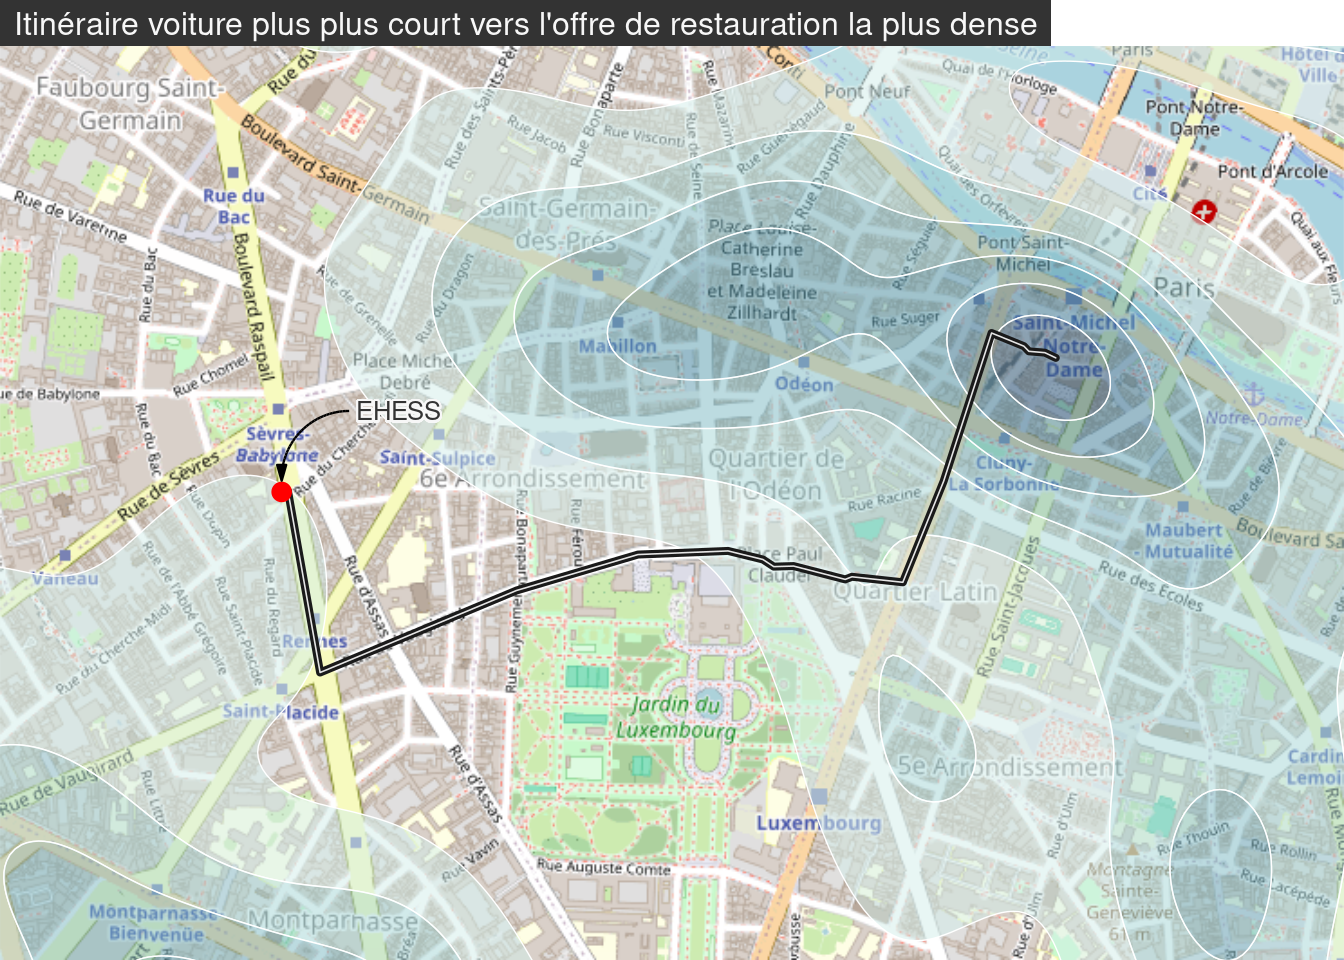 Itinéraire voiture plus plus court vers l'offre de restauration la plus dense
Faubourg Saint-
Germain
Rue du
Boulevard Saint-Germain
Rue des Saints-Pè
Rue Bonaparte
Rue Jacob
Rue Visconti
Rue Mazarin
Rue de Seine
Rue Guénégaud
Rue Dauphine
Conti
Pont Neuf
Quai de l'Horloge
Quai des Orfèvres
Paris
Seine
Hôtel d
Ville
Pont Notre-
Dame
Pont d'Arcole
Cité
Quai aux Fleurs
Rue du
Bac
Rue de Varenne
Rue du Bac
Boulevard Raspail
Saint-Germain-
des-Prés
Rue du Dragon
Rue de Grenelle
Place Louise-
Catherine
Breslau
et Madeleine
Zillhardt
Rue Séguier
Pont Saint-
Michel
Paris
Rue Suger
Saint-Michel
Notre-
Dame
Mabillon
Odéon
Place Michel
Debré
Rue Chomel
ue de Babylone
Rue du Bac
EHESS
Sèvres-
Babylone
Rue du Cherche
Rue de Sèvres
Saint-Sulpice
6e Arrondissement
Quartier de
l'Odéon
Rue Racine
Cluny-
La Sorbonne
Notre-Dame
Rue de Bièvre
Maubert
- Mutualité
Boulevard Sa
Vaneau
Rue Dupin
Rue de l'Abbé Grégoire
Rue Saint-Placide
Rue du Regard
Rue du Cherche-Midi
Rue d'Assas
Rue Bonaparte
Rue Férou
Place Paul
Claudel
Quartier Latin
Rue Saint-Jacques
Rue des Écoles
Rennes
Rue Guynemer
Saint-Placide
Jardin du
Luxembourg
Rue de Vaugirard
Rue Littré
Rue d'Assas
Rue Vavin
Rue Auguste Comte
Luxembourg
5e Arrondissement
Rue d'Ulm
Cardin
Lemoi
Rue
Rue Thouin
Rue Rollin
Rue Lacépède
Montagne
Sainte-
Geneviève
61 m
Rue d'Ulm
Montparnasse
Bienvenüe
Montparnasse